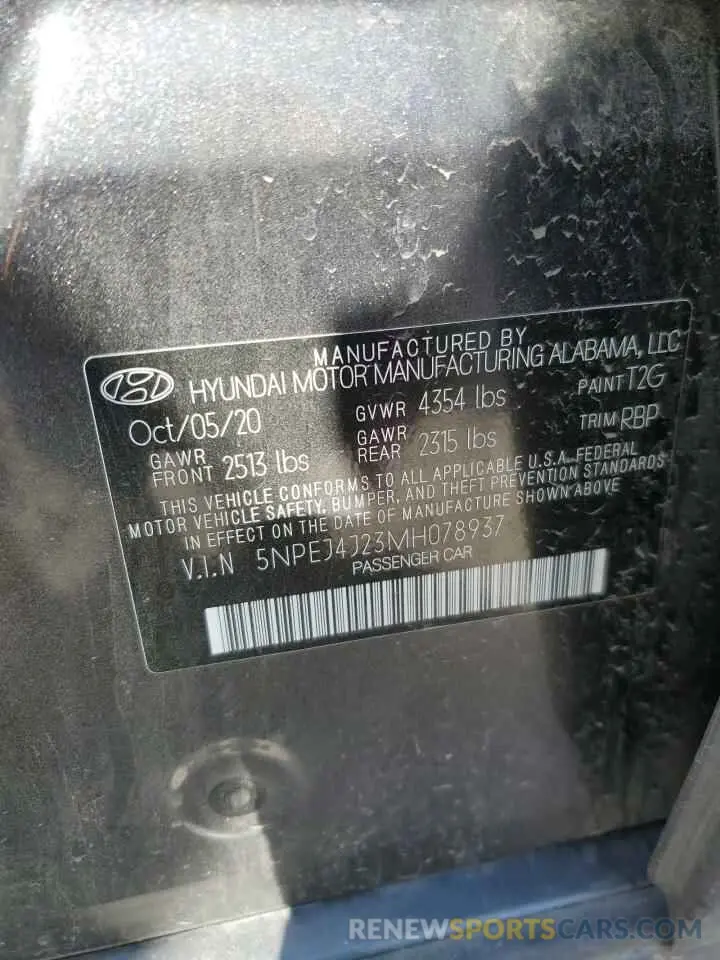 MANUFACTURED BY
HYUNDAI MOTOR MANUFACTURING ALABAMA, LLC
Oct/05/20 GVWR 4354 lbs PAINT T2G
GAWR FRONT 2513 lbs GAWR REAR 2315 lbs TRIM RBP
THIS VEHICLE CONFORMS TO ALL APPLICABLE U.S.A. FEDERAL
MOTOR VEHICLE SAFETY, BUMPER, AND THEFT PREVENTION STANDARDS
IN EFFECT ON THE DATE OF MANUFACTURE SHOWN ABOVE
V.I.N 5NPEJ4J23MH078937
PASSENGER CAR
RENEWSPORTSCARS.COM